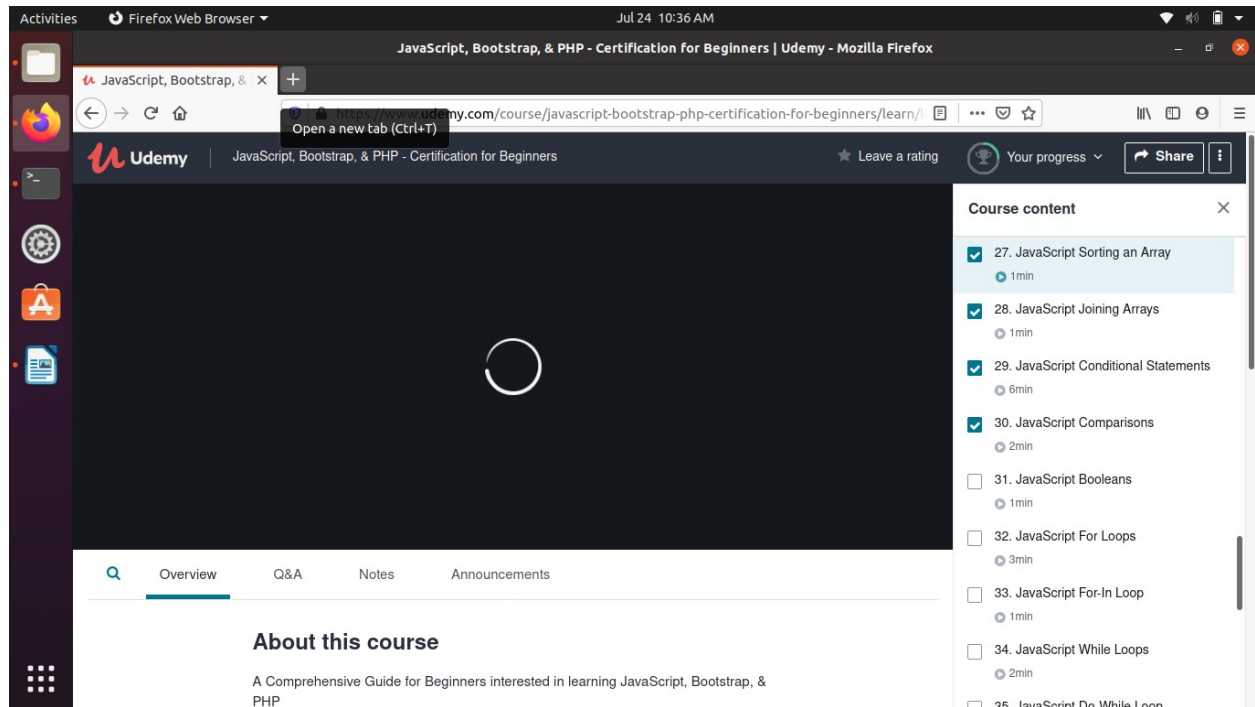 Activities Firefox Web Browser Jul 24 10:36 AM
JavaScript, Bootstrap, & PHP - Certification for Beginners | Udemy - Mozilla Firefox
JavaScript, Bootstrap, &
https://www.udemy.com/course/javascript-bootstrap-php-certification-for-beginners/learn/
Open a new tab (Ctrl+T)
Udemy JavaScript, Bootstrap, & PHP - Certification for Beginners Leave a rating Your progress Share
Course content
27. JavaScript Sorting an Array
1min
28. JavaScript Joining Arrays
1min
29. JavaScript Conditional Statements
6min
30. JavaScript Comparisons
2min
31. JavaScript Booleans
1min
32. JavaScript For Loops
3min
33. JavaScript For-In Loop
1min
34. JavaScript While Loops
2min
35. JavaScript Do While Loop
Overview Q&A Notes Announcements
About this course
A Comprehensive Guide for Beginners interested in learning JavaScript, Bootstrap, &
PHP